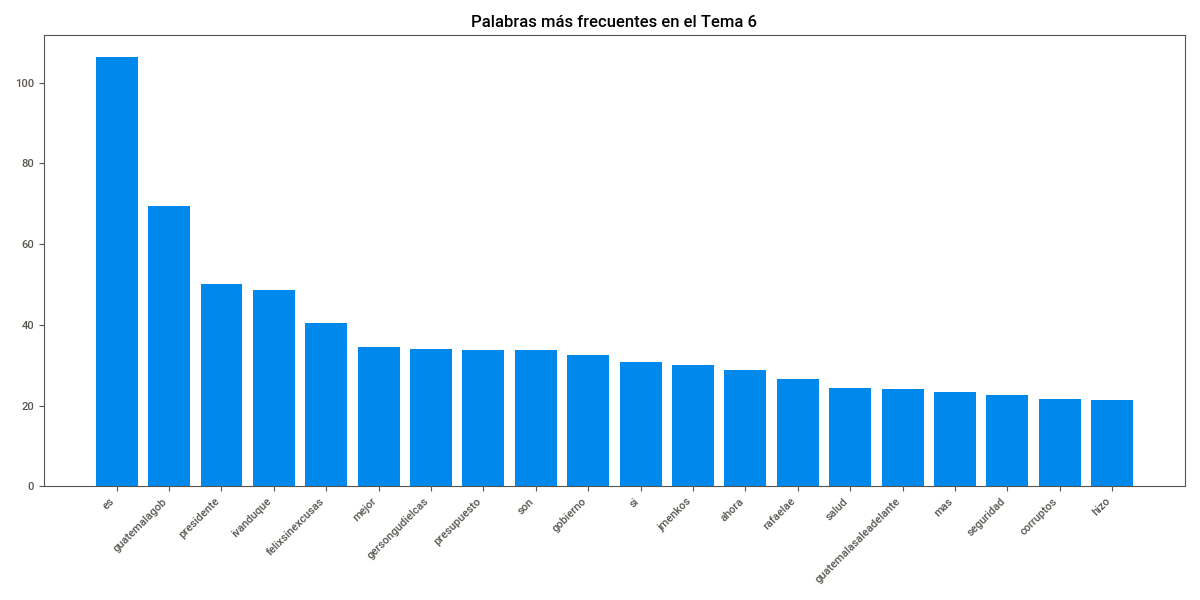 Palabras más frecuentes en el Tema 6
100
80
60
40
20
0
es
guatemalagob
presidente
ivanduque
felixsinexcusas
mejor
gersongudielcas
presupuesto
son
gobierno
si
jmenkos
ahora
rafaelae
salud
guatemalasaleadelante
mas
seguridad
corruptos
hizo